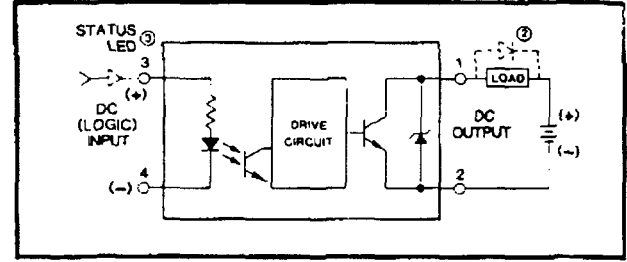 STATUS
LED ③
3
(+)
DC
(LOGIC)
INPUT
4
(−)
DRIVE
CIRCUIT
1
DC
OUTPUT
2
②
LOAD
(+)
(−)